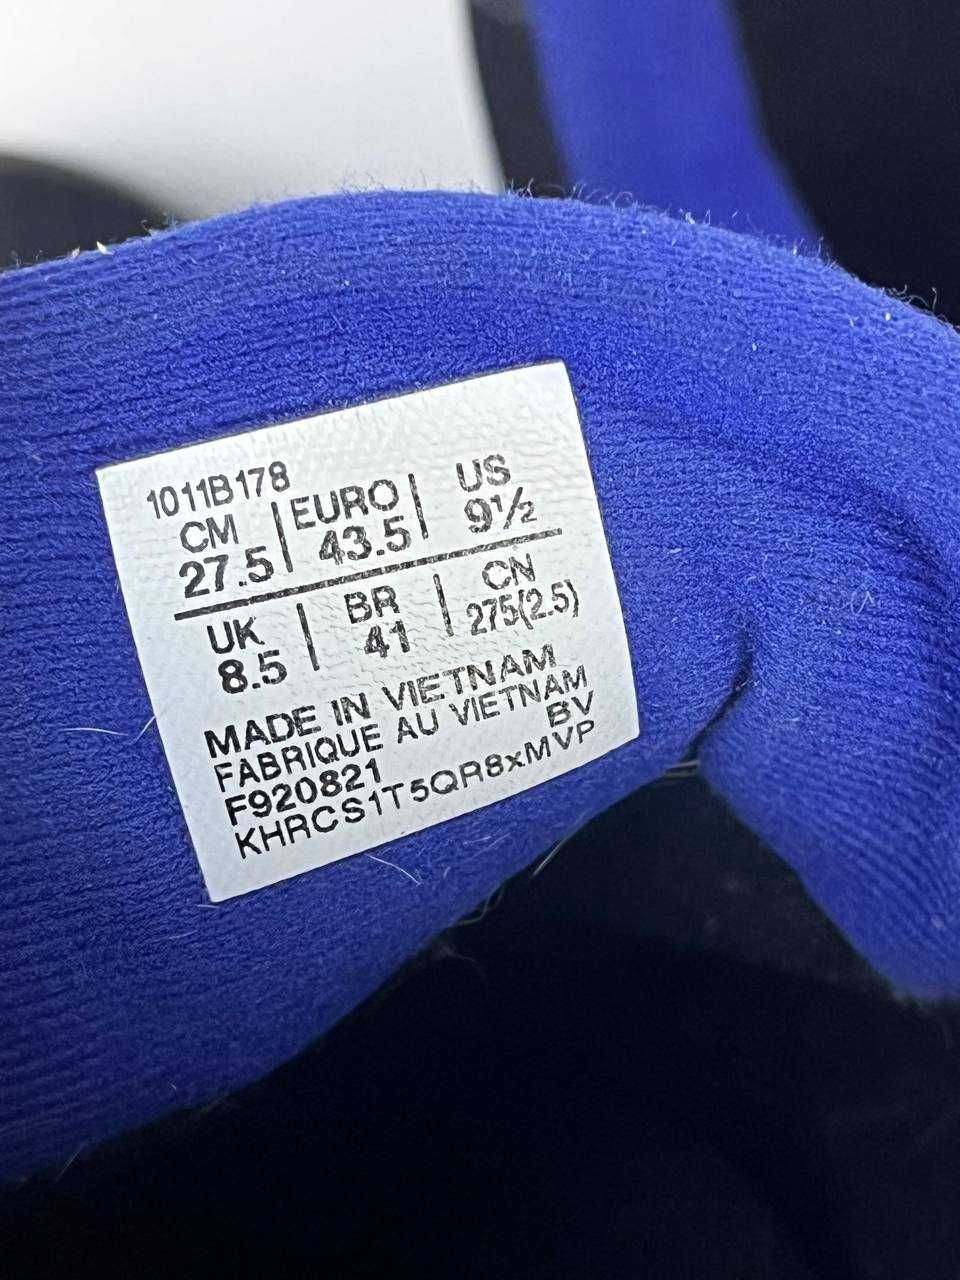 1011B178
CM | EURO | US
27.5 | 43.5 | 9½
UK | BR | CN
8.5 | 41 | 275(2.5)
MADE IN VIETNAM
FABRIQUE AU VIETNAM
F920821 BV
KHRCS1T5QR8xMVP